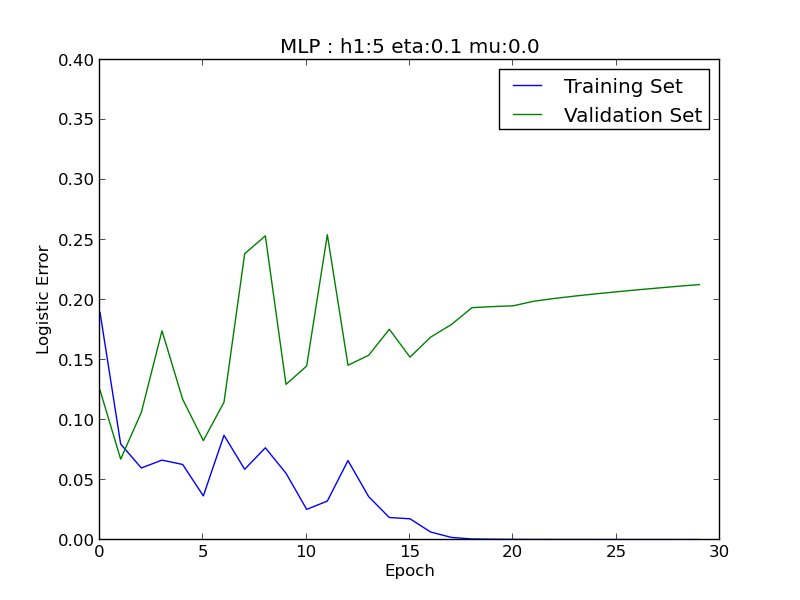 MLP : h1:5 eta:0.1 mu:0.0
Training Set
Validation Set
0.40
0.35
0.30
0.25
0.20
0.15
0.10
0.05
0.00
Logistic Error
0 5 10 15 20 25 30
Epoch